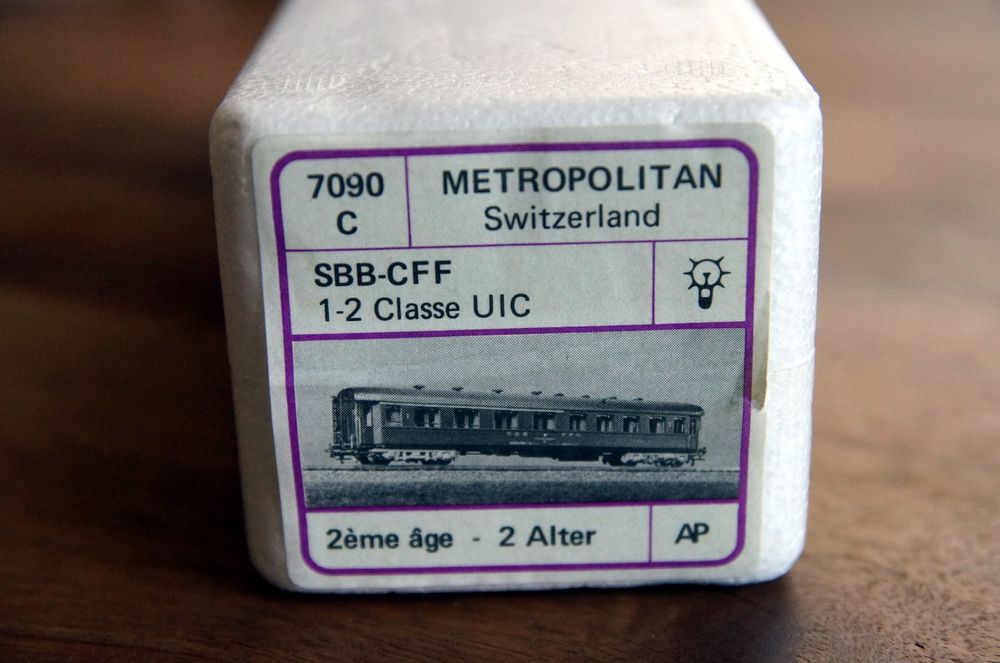 7090
C
METROPOLITAN
Switzerland
SBB-CFF
1-2 Classe UIC
2ème âge - 2 Alter
AP